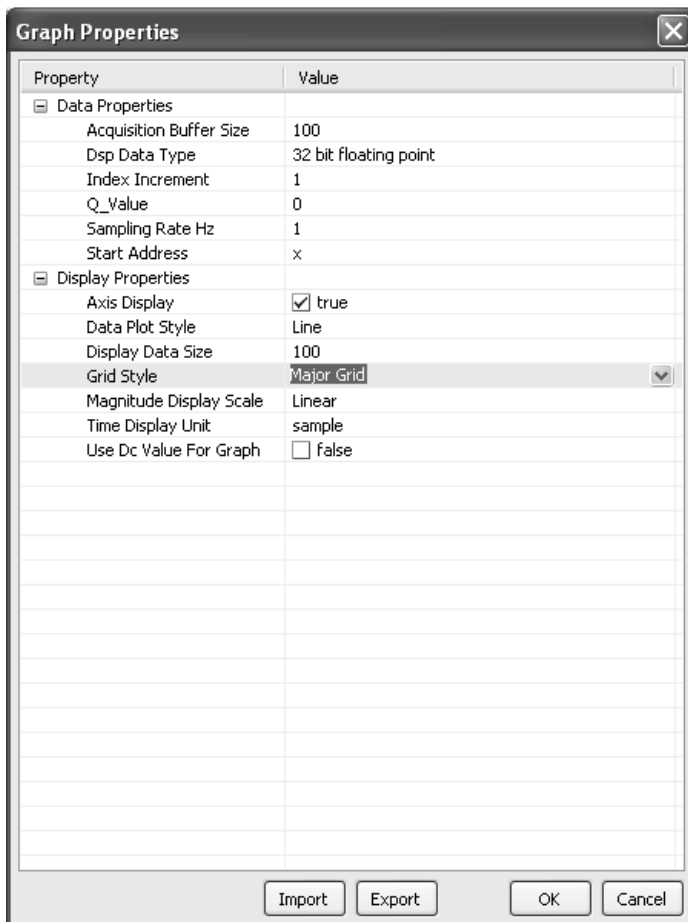 Graph Properties
Property Value
Data Properties
Acquisition Buffer Size 100
Dsp Data Type 32 bit floating point
Index Increment 1
Q_Value 0
Sampling Rate Hz 1
Start Address x
Display Properties
Axis Display true
Data Plot Style Line
Display Data Size 100
Grid Style Major Grid
Magnitude Display Scale Linear
Time Display Unit sample
Use Dc Value For Graph false
Import Export OK Cancel